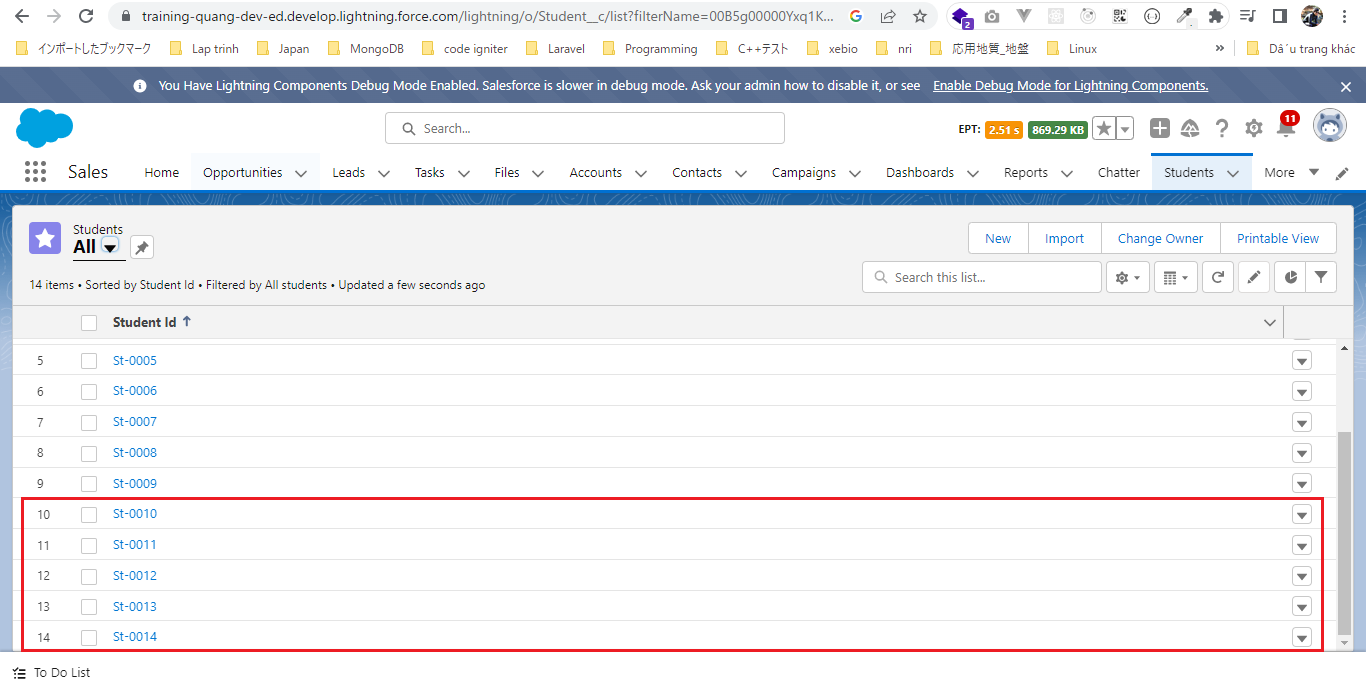 training-quang-dev-ed.develop.lightning.force.com/lightning/o/Student__c/list?filterName=00B5g00000Yxq1K...
2
インポートしたブックマーク Lap trinh Japan MongoDB code igniter Laravel Programming C++テスト xebio nri 応用地質_地盤 Linux » Dấu trang khác
You Have Lightning Components Debug Mode Enabled. Salesforce is slower in debug mode. Ask your admin how to disable it, or see Enable Debug Mode for Lightning Components.
Search... EPT: 2.51 s 869.29 KB 11
Sales Home Opportunities Leads Tasks Files Accounts Contacts Campaigns Dashboards Reports Chatter Students More
Students
All
New Import Change Owner Printable View
14 items • Sorted by Student Id • Filtered by All students • Updated a few seconds ago
Search this list...
Student Id ↑
5 St-0005
6 St-0006
7 St-0007
8 St-0008
9 St-0009
10 St-0010
11 St-0011
12 St-0012
13 St-0013
14 St-0014
To Do List